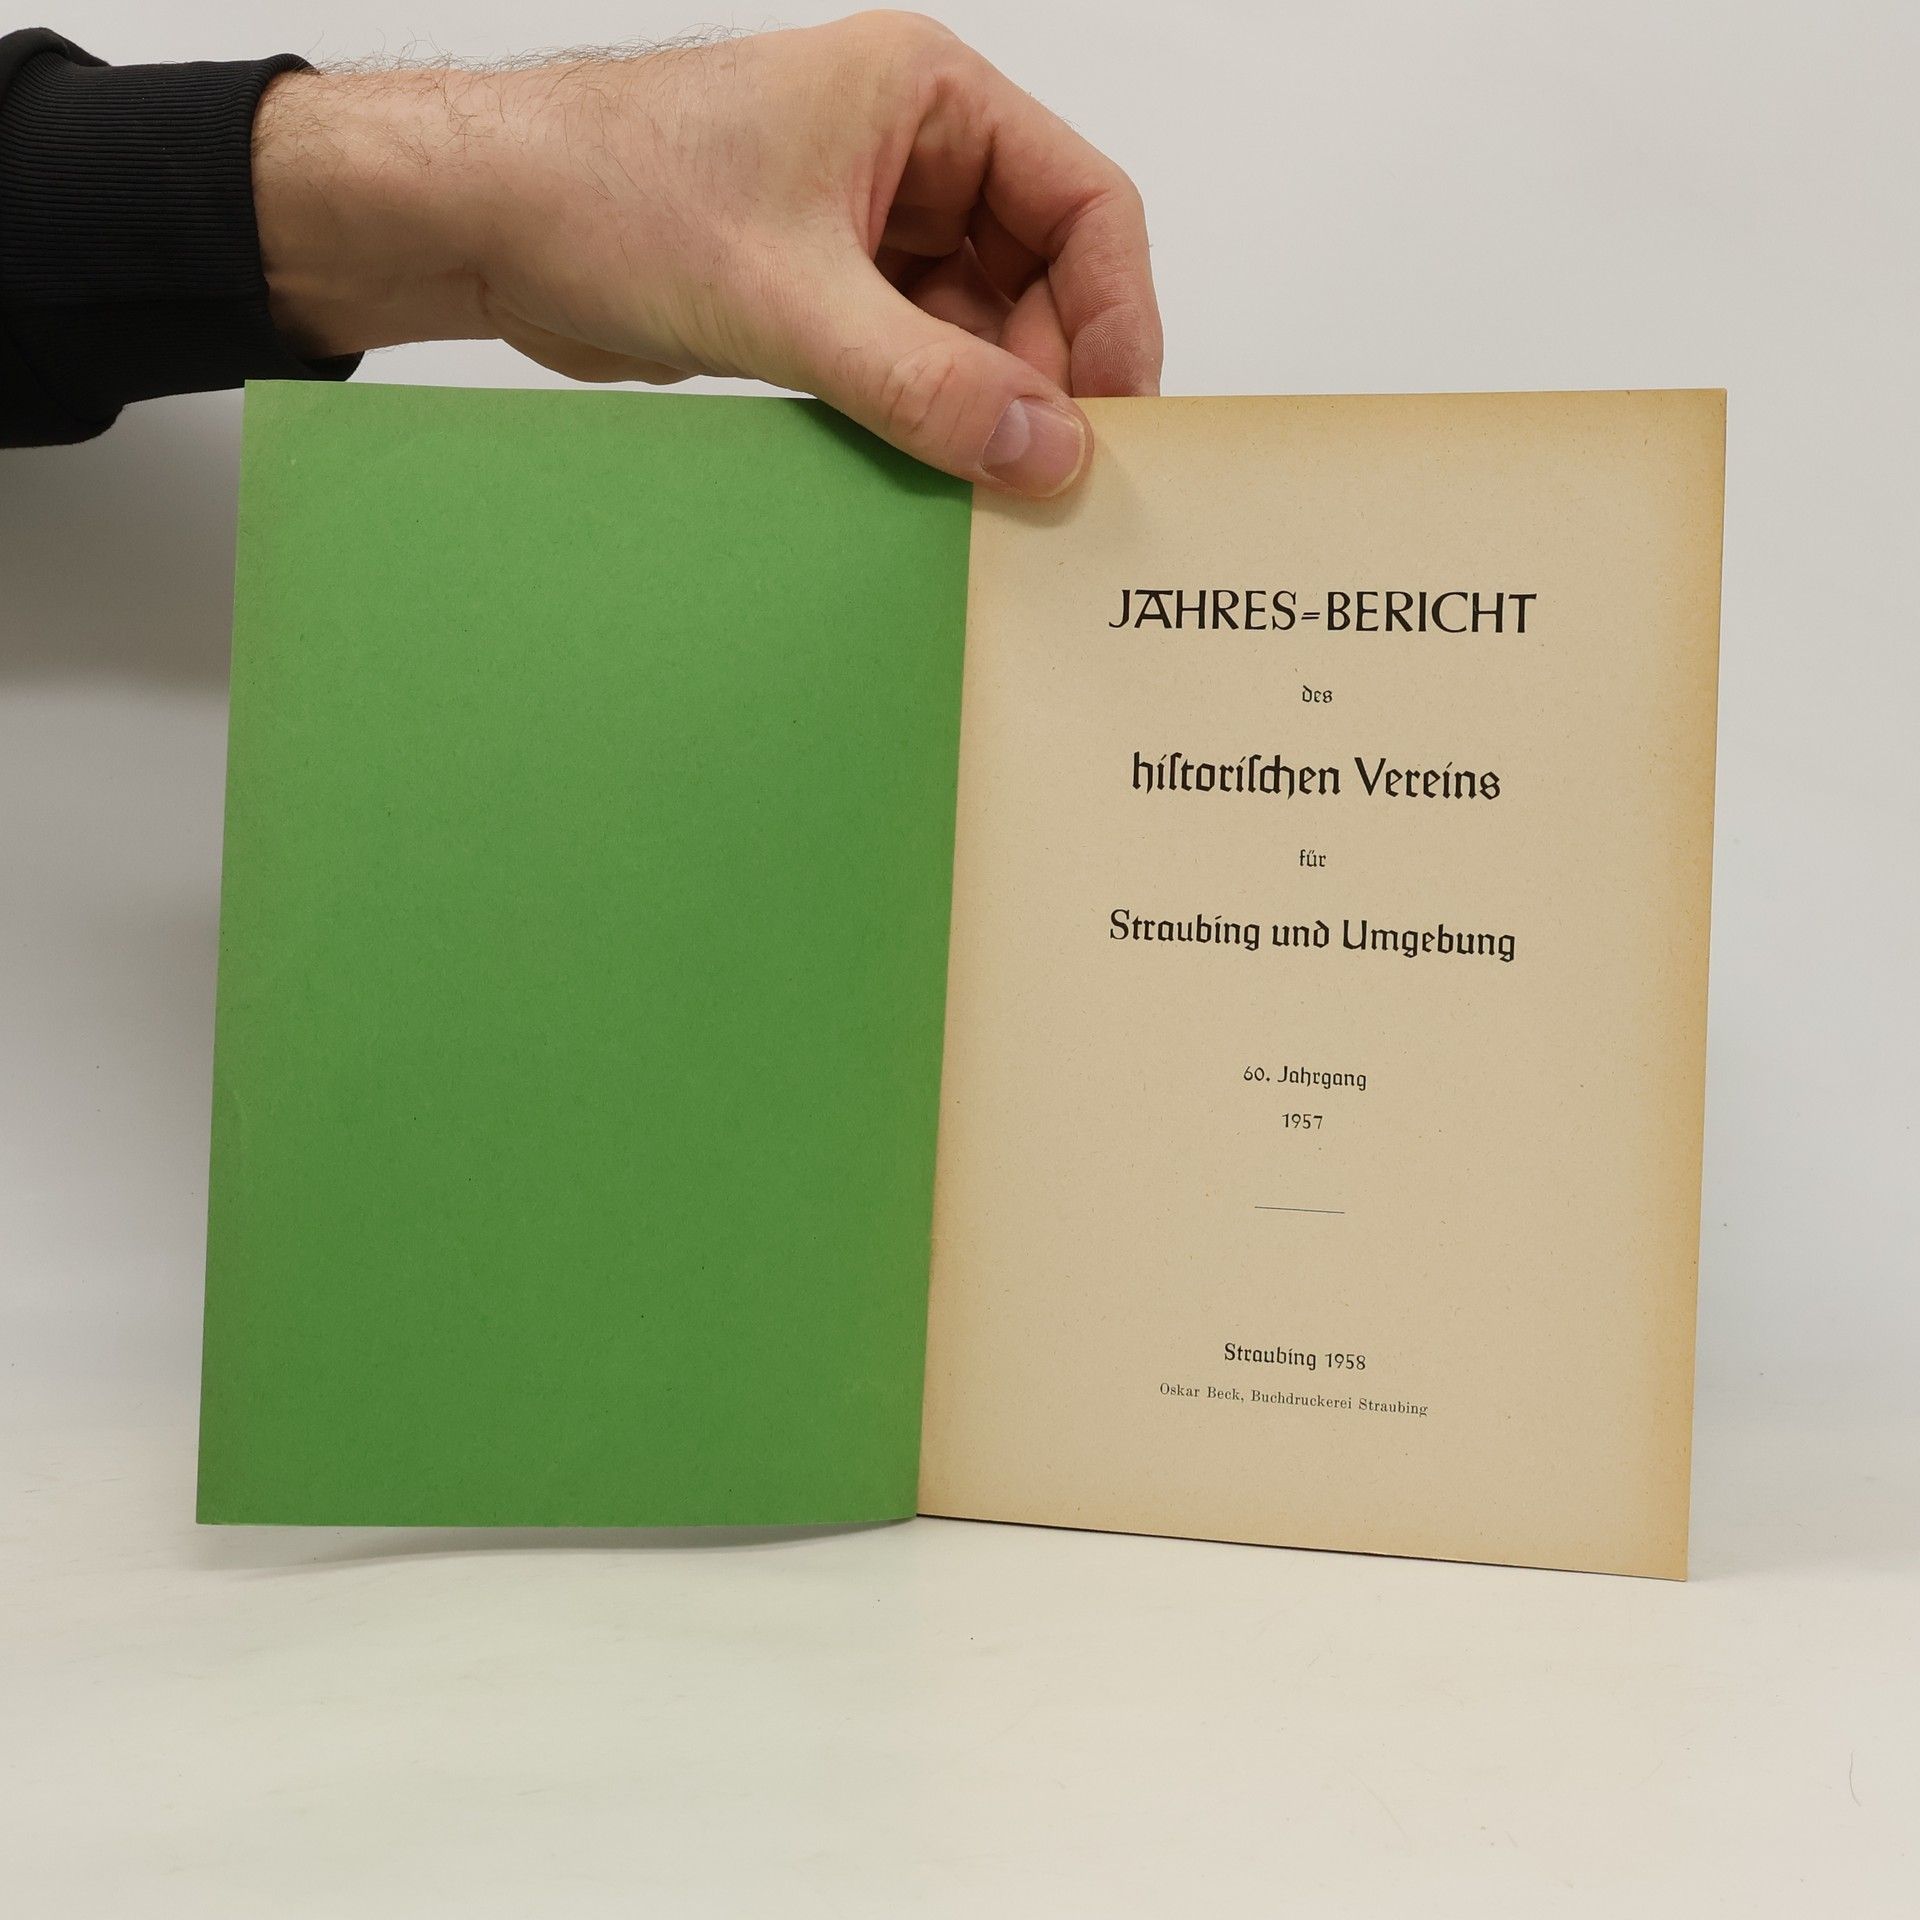 JAHRES=BERICHT
des
hiſtoriſchen Vereins
für
Straubing und Umgebung
60. Jahrgang
1957
Straubing 1958
Oskar Beck, Buchdruckerei Straubing